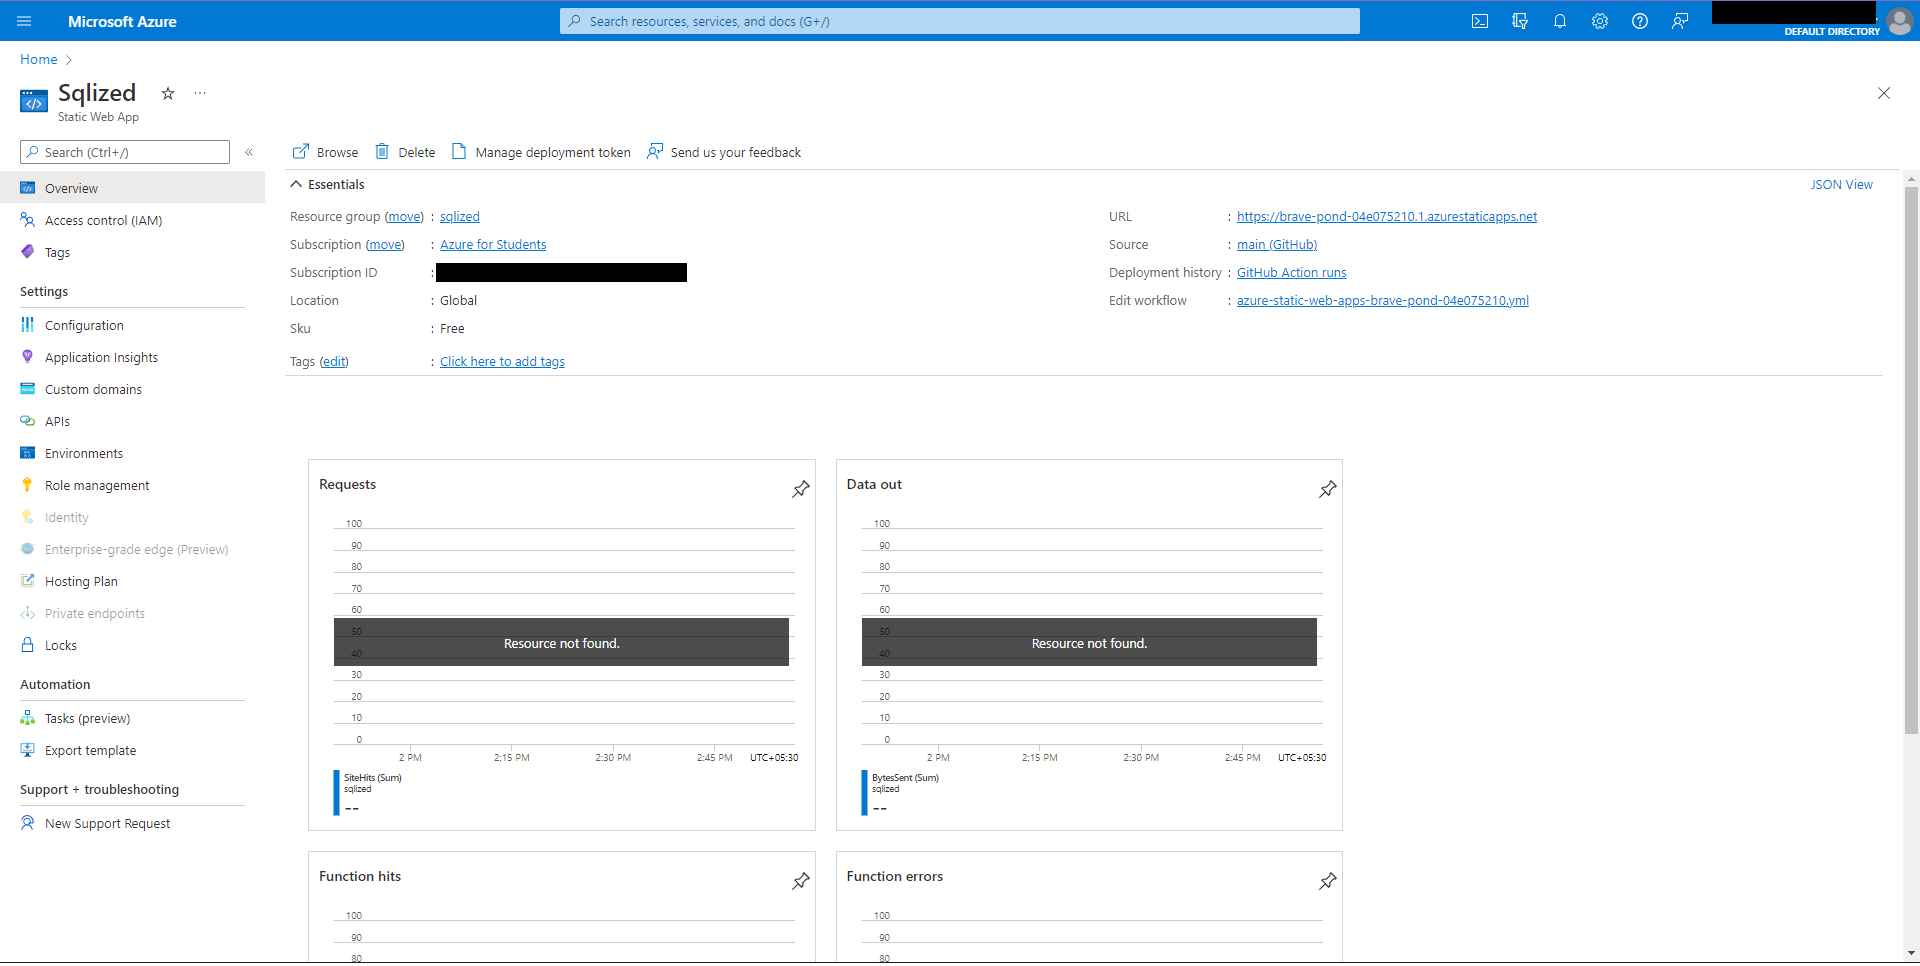 Microsoft Azure
Search resources, services, and docs (G+/)
DEFAULT DIRECTORY
Home
Sqlized
Static Web App
Search (Ctrl+/)
Overview
Access control (IAM)
Tags
Settings
Configuration
Application Insights
Custom domains
APIs
Environments
Role management
Identity
Enterprise-grade edge (Preview)
Hosting Plan
Private endpoints
Locks
Automation
Tasks (preview)
Export template
Support + troubleshooting
New Support Request
Browse
Delete
Manage deployment token
Send us your feedback
Essentials
JSON View
Resource group (move) : sqlized
Subscription (move) : Azure for Students
Subscription ID :
Location : Global
Sku : Free
Tags (edit) : Click here to add tags
URL : https://brave-pond-04e075210.1.azurestaticapps.net
Source : main (GitHub)
Deployment history : GitHub Action runs
Edit workflow : azure-static-web-apps-brave-pond-04e075210.yml
Requests
100
90
80
70
60
50
Resource not found.
40
30
20
10
0
2 PM 2:15 PM 2:30 PM 2:45 PM UTC+05:30
SiteHits (Sum)
sqlized
--
Data out
100
90
80
70
60
50
Resource not found.
40
30
20
10
0
2 PM 2:15 PM 2:30 PM 2:45 PM UTC+05:30
BytesSent (Sum)
sqlized
--
Function hits
100
90
80
Function errors
100
90
80